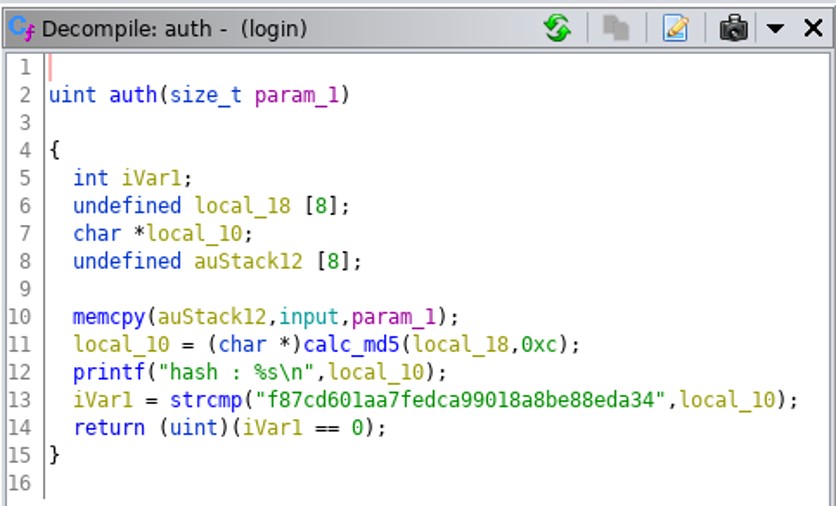 Decompile: auth - (login)
1
2 uint auth(size_t param_1)
3
4 {
5 int iVar1;
6 undefined local_18 [8];
7 char *local_10;
8 undefined auStack12 [8];
9
10 memcpy(auStack12,input,param_1);
11 local_10 = (char *)calc_md5(local_18,0xc);
12 printf("hash : %s\n",local_10);
13 iVar1 = strcmp("f87cd601aa7fedca99018a8be88eda34",local_10);
14 return (uint)(iVar1 == 0);
15 }
16